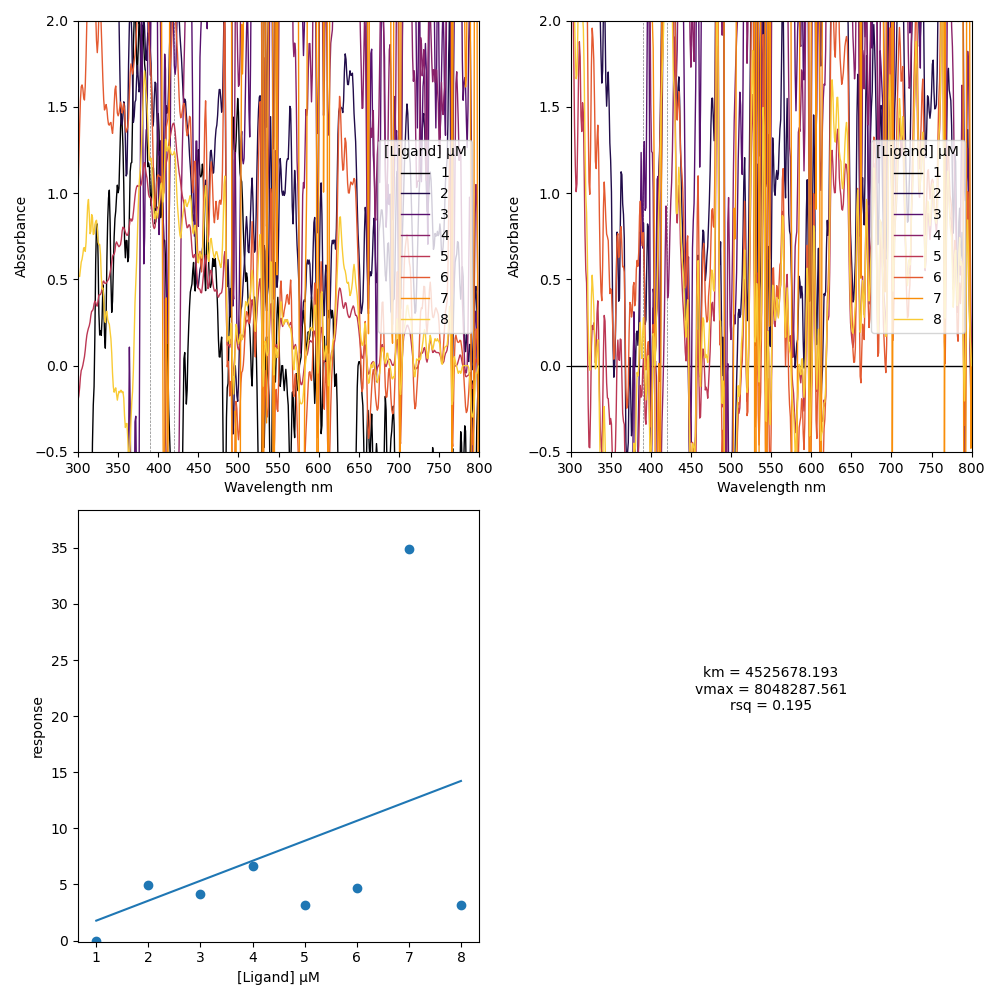 2.0
1.5
1.0
0.5
0.0
−0.5
Absorbance
300 350 400 450 500 550 600 650 700 750 800
Wavelength nm
[Ligand] µM
1
2
3
4
5
6
7
8
2.0
1.5
1.0
0.5
0.0
−0.5
Absorbance
300 350 400 450 500 550 600 650 700 750 800
Wavelength nm
[Ligand] µM
1
2
3
4
5
6
7
8
35
30
25
20
15
10
5
0
response
1 2 3 4 5 6 7 8
[Ligand] µM
km = 4525678.193
vmax = 8048287.561
rsq = 0.195